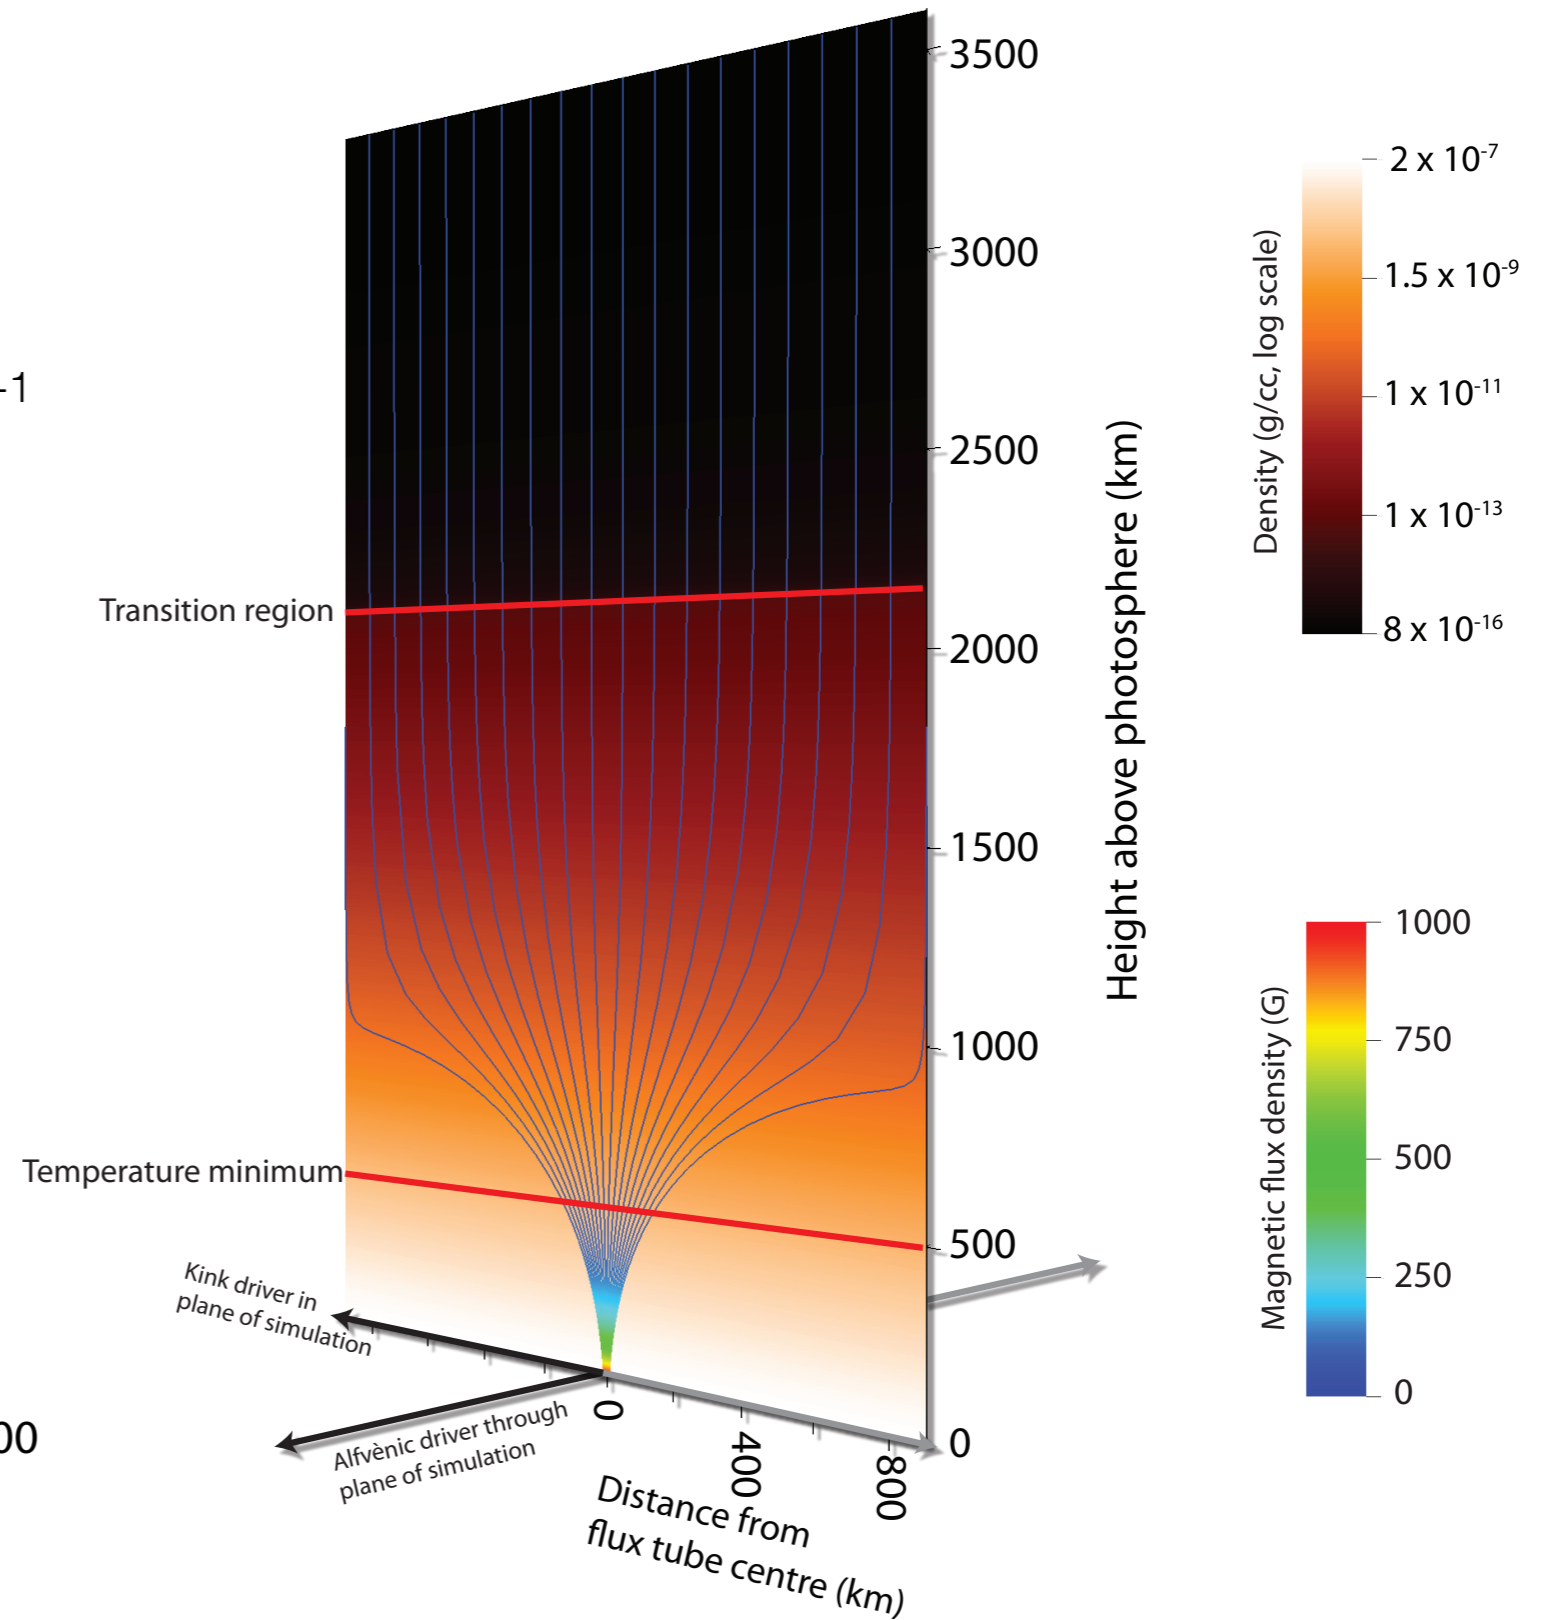 3500
3000
2500
2000
1500
1000
500
0
Height above photosphere (km)
2 x 10-7
1.5 x 10-9
1 x 10-11
1 x 10-13
8 x 10-16
Density (g/cc, log scale)
-1
Transition region
1000
750
500
250
0
Magnetic flux density (G)
Temperature minimum
Kink driver in
plane of simulation
Alfvènic driver through
plane of simulation
00
0
400
800
Distance from
flux tube centre (km)